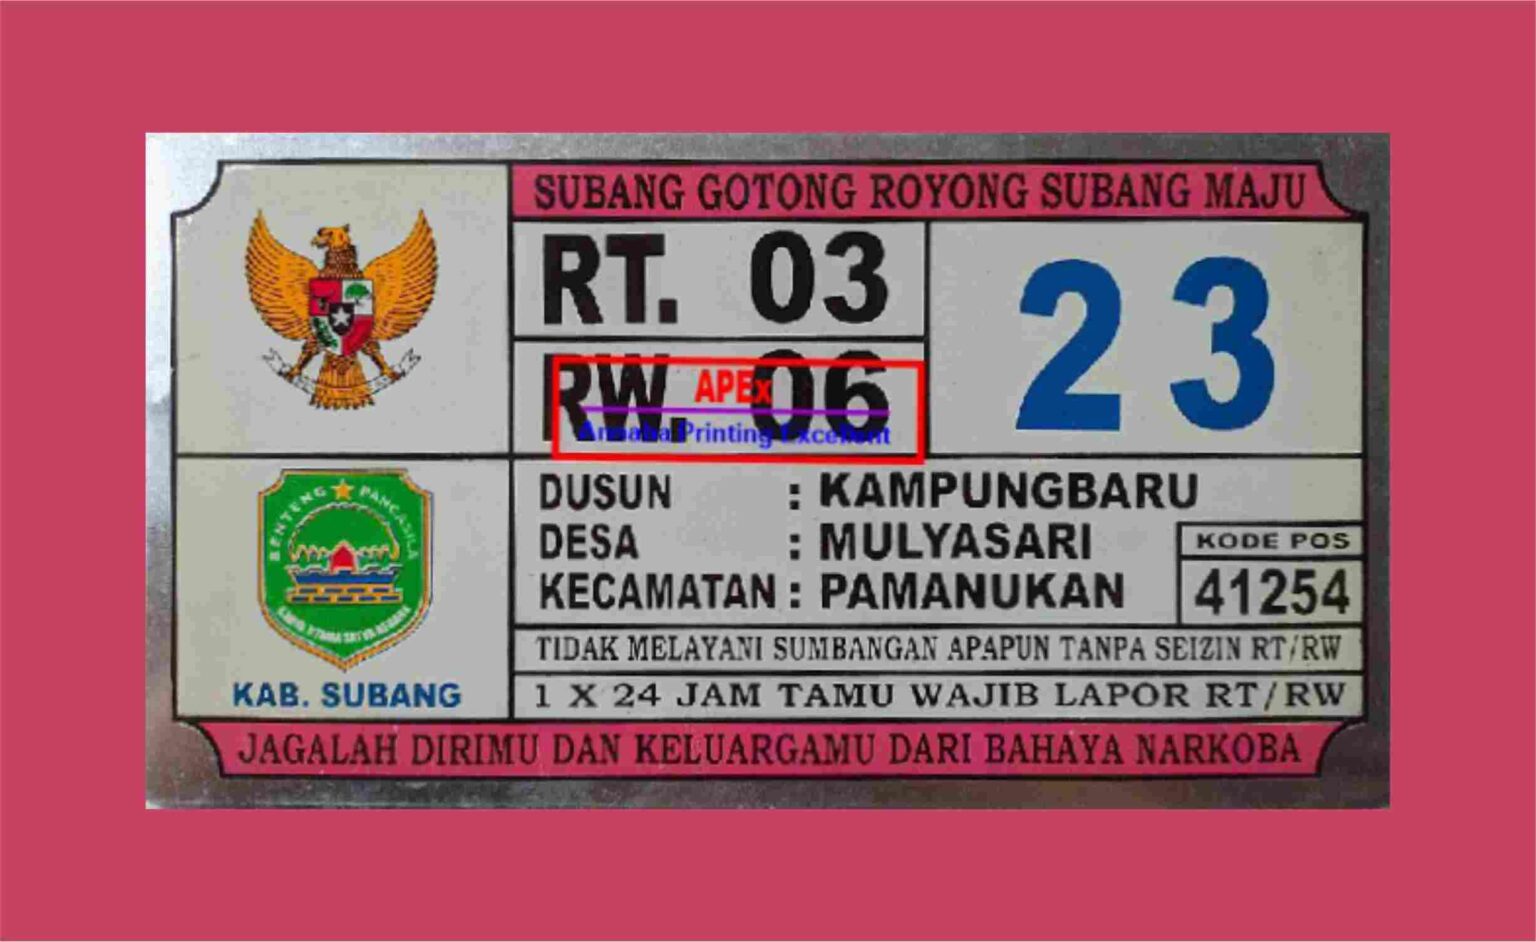 SUBANG GOTONG ROYONG SUBANG MAJU
RT. 03
23
RW. 06
APEx
Printing Excellent
DUSUN : KAMPUNGBARU
DESA : MULYASARI
KODE POS
KECAMATAN : PAMANUKAN
41254
BENTENG PANCASILA
KAB. SUBANG
TIDAK MELAYANI SUMBANGAN APAPUN TANPA SEIZIN RT/RW
1 X 24 JAM TAMU WAJIB LAPOR RT/RW
JAGALAH DIRIMU DAN KELUARGAMU DARI BAHAYA NARKOBA